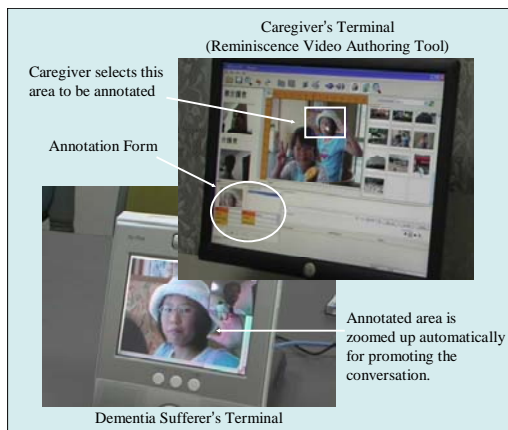 Caregiver's Terminal
(Reminiscence Video Authoring Tool)
Caregiver selects this
area to be annotated
Annotation Form
Annotated area is
zoomed up automatically
for promoting the
conversation.
Dementia Sufferer's Terminal